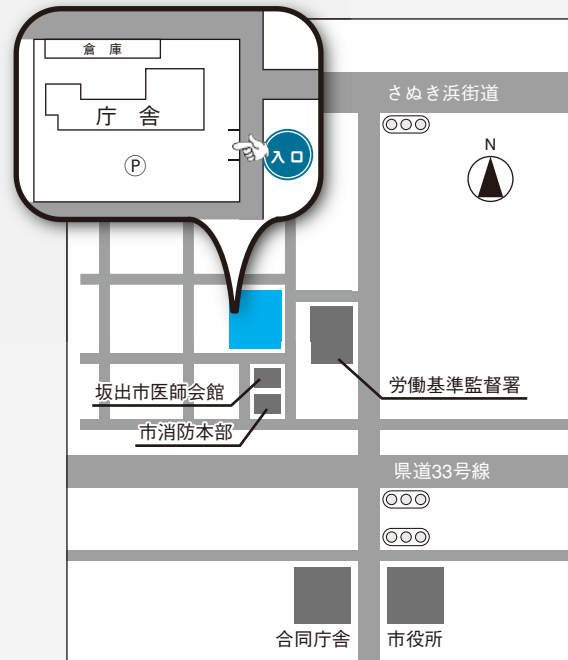 倉 庫
庁 舎
P
入口
さぬき浜街道
N
坂出市医師会館
労働基準監督署
市消防本部
県道33号線
合同庁舎
市役所